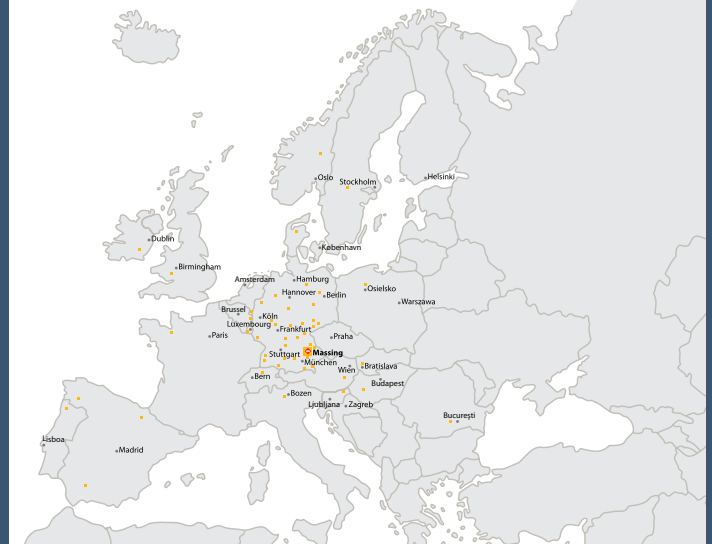 Oslo
Stockholm
Helsinki
Dublin
København
Birmingham
Amsterdam
Hamburg
Osielsko
Hannover
Berlin
Warszawa
Brussel
Köln
Luxembourg
Frankfurt
Paris
Praha
Stuttgart
Massing
München
Wien
Bratislava
Bern
Budapest
Bozen
Ljubljana
Zagreb
București
Lisboa
Madrid